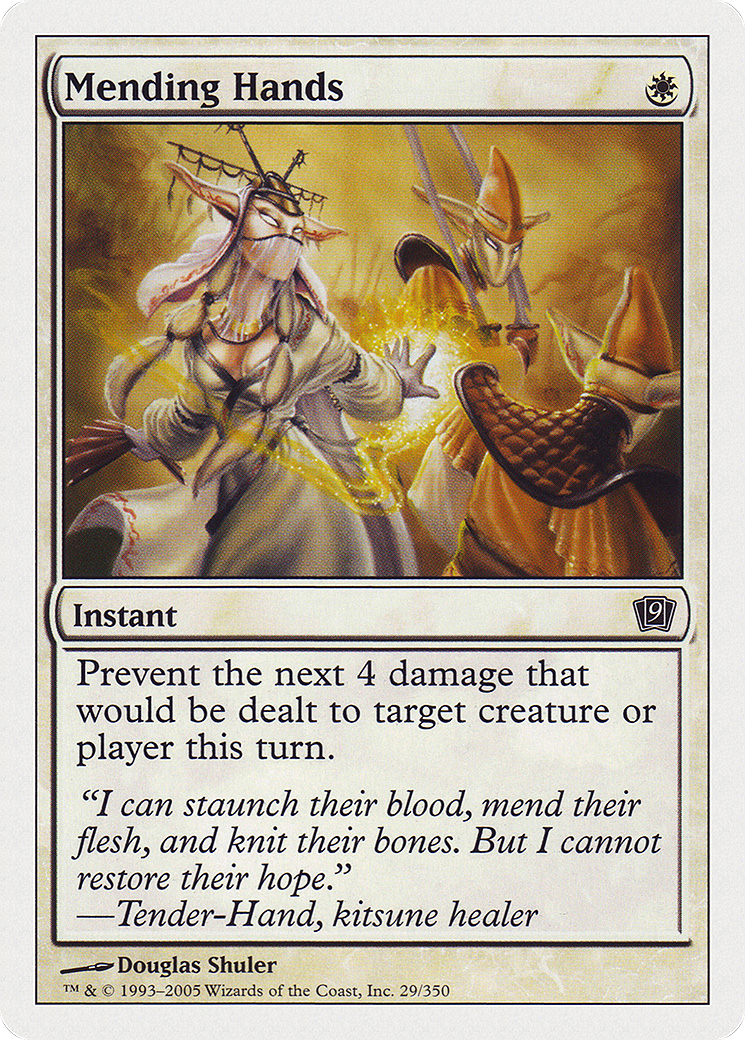 Mending Hands
Instant
9
Prevent the next 4 damage that
would be dealt to target creature or
player this turn.
“I can staunch their blood, mend their
flesh, and knit their bones. But I cannot
restore their hope.”
—Tender-Hand, kitsune healer
Douglas Shuler
™ & © 1993–2005 Wizards of the Coast, Inc. 29/350